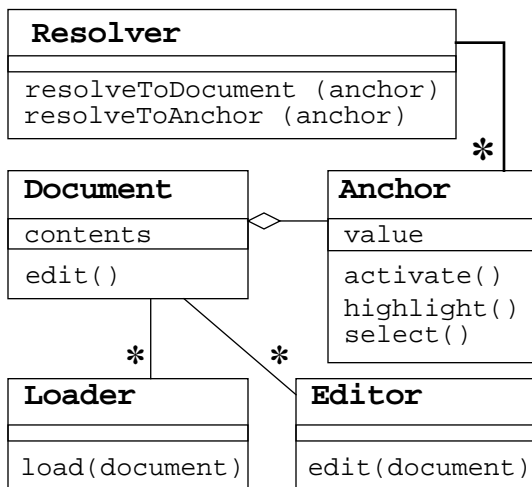 Resolver
resolveToDocument (anchor)
resolveToAnchor (anchor)
*
Document
contents
edit()
Anchor
value
activate()
highlight()
select()
*
*
Loader
load(document)
Editor
edit(document)